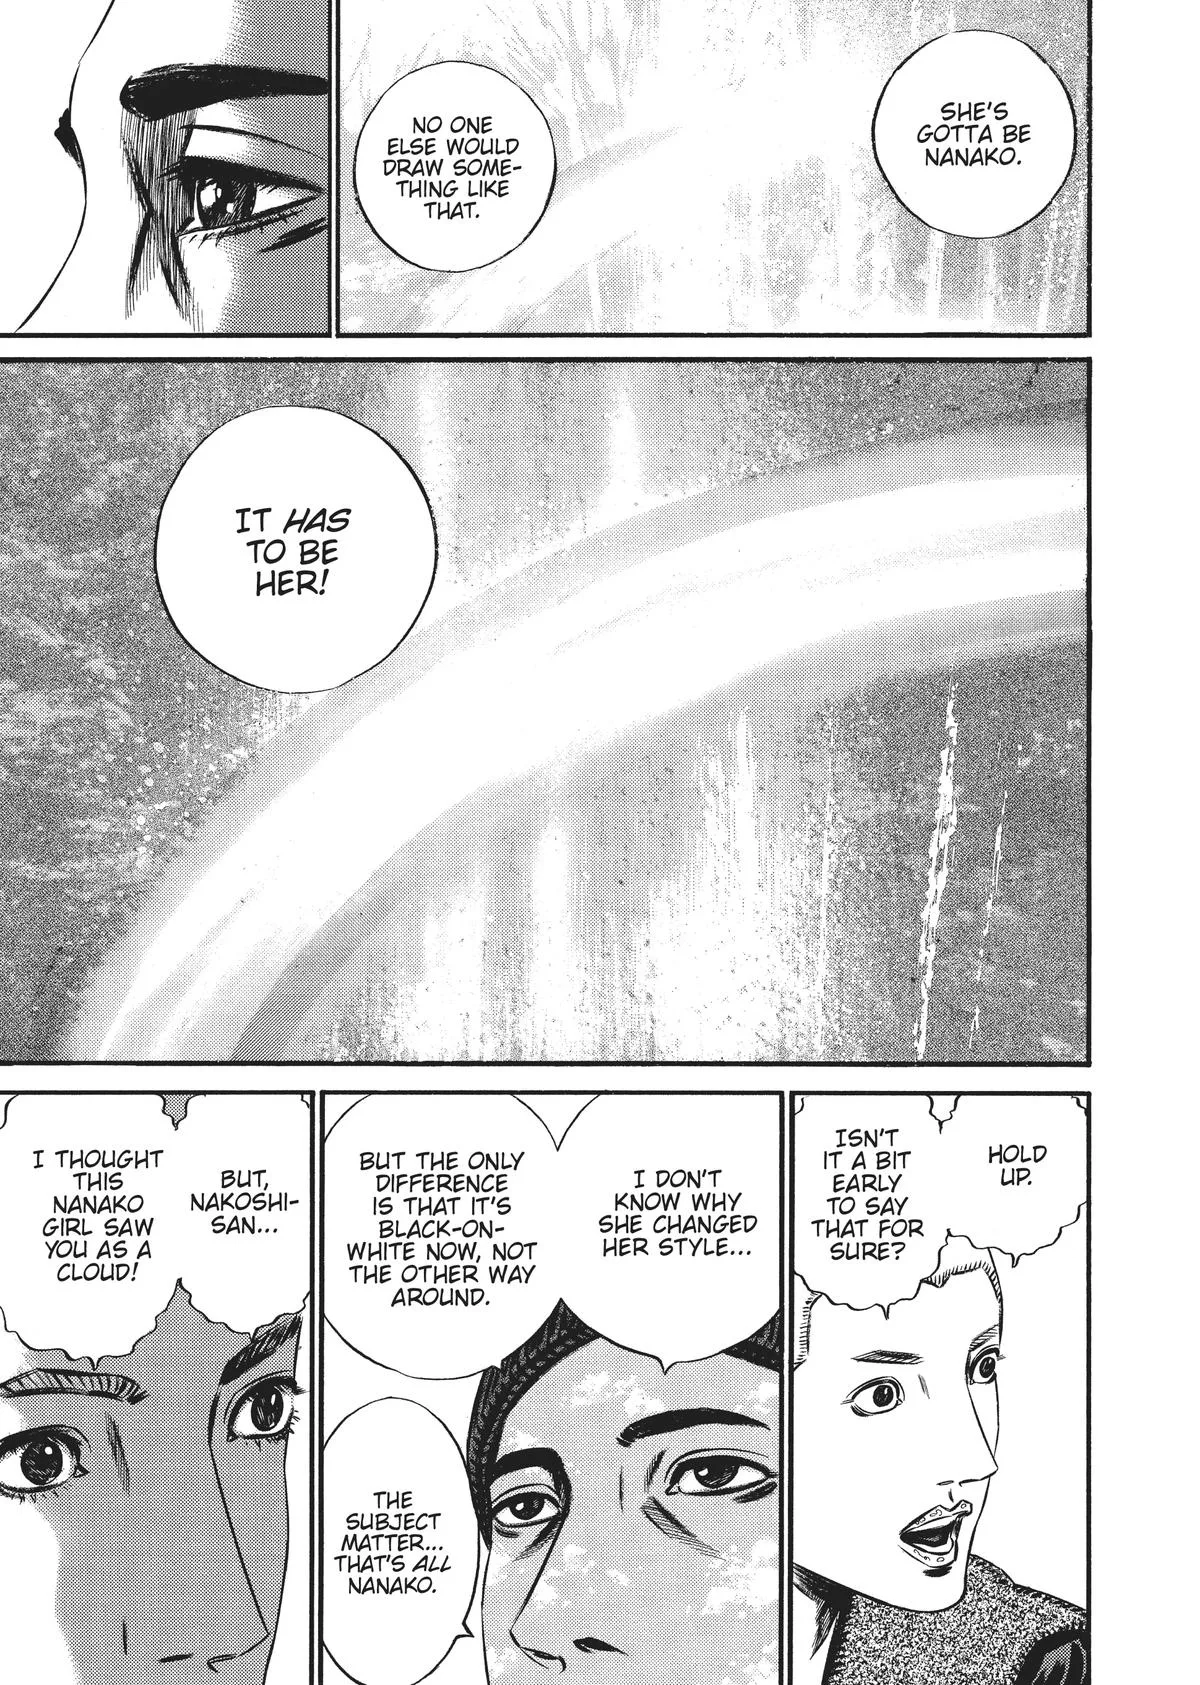 SHE'S
GOTTA BE
NANAKO.
NO ONE
ELSE WOULD
DRAW SOME-
THING LIKE
THAT.
IT HAS
TO BE
HER!
HOLD
UP.
ISN'T
IT A BIT
EARLY
TO SAY
THAT FOR
SURE?
I DON'T
KNOW WHY
SHE CHANGED
HER STYLE...
BUT THE ONLY
DIFFERENCE
IS THAT IT'S
BLACK-ON-
WHITE NOW, NOT
THE OTHER WAY
AROUND.
THE
SUBJECT
MATTER...
THAT'S ALL
NANAKO.
BUT,
NAKOSHI-
SAN...
I THOUGHT
THIS
NANAKO
GIRL SAW
YOU AS A
CLOUD!